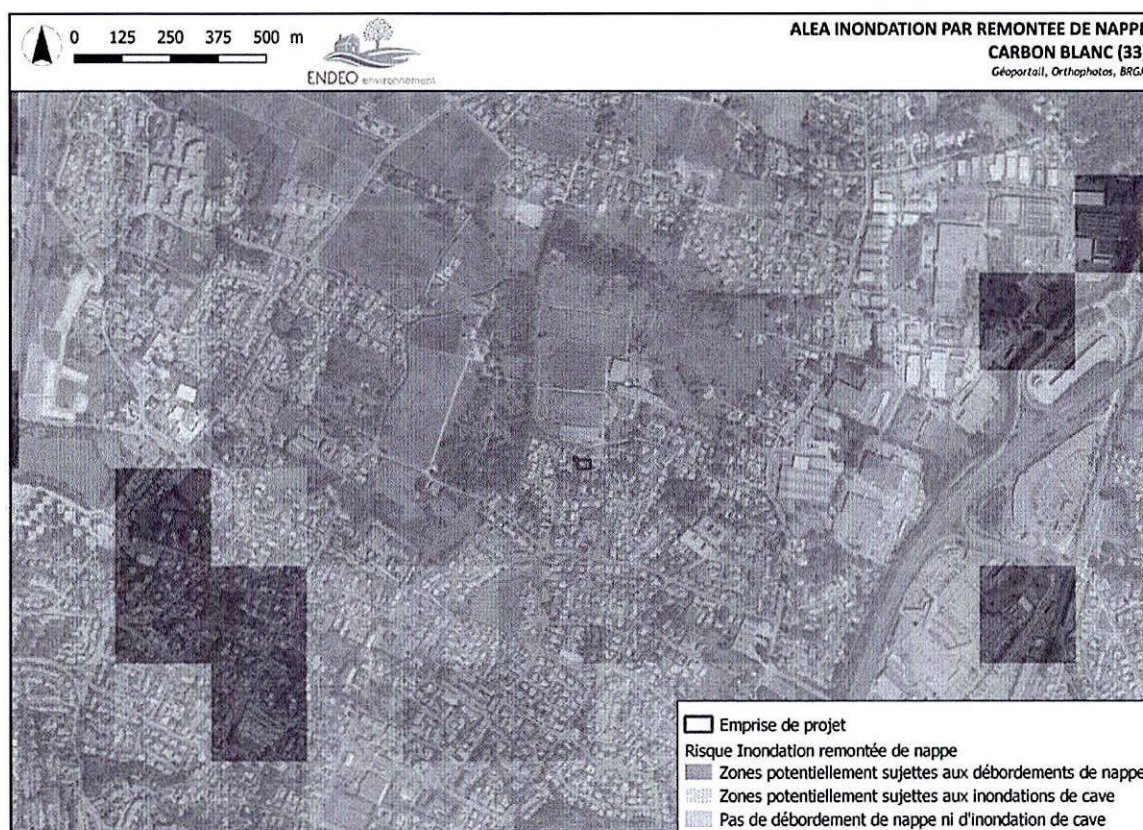 0 125 250 375 500 m
ENDEO environnement
ALEA INONDATION PAR REMONTEE DE NAPPE
CARBON BLANC (33)
Géoportail, Orthophotos, BRGM
Emprise de projet
Risque Inondation remontée de nappe
Zones potentiellement sujettes aux débordements de nappe
Zones potentiellement sujettes aux inondations de cave
Pas de débordement de nappe ni d'inondation de cave